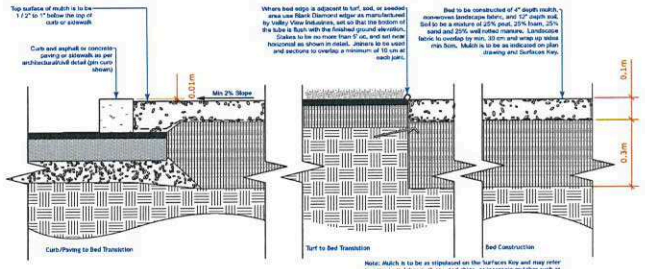 Top surface of mulch is to be
1/2" to 1" below the top of
curb or sidewalk
Curb and asphalt or concrete
paving or sidewalk as per
architectural/civil detail (pin curb
shown)
0.01m
Min 2% Slope
Where bed edge is adjacent to turf, sod, or seeded
area use Black Diamond edger as manufactured
by Valley View Industries, set so that the bottom of
the tube is flush with the finished ground elevation.
Stakes to be no more than 5' oc, and set near
horizontal as shown in detail. Joiners to be used
and sections to overlap a minimum of 15 cm at
each join.
Bed to be constructed of 4" depth mulch,
nonwoven landscape fabric, and 12" depth soil.
Soil to be a mixture of 25% peat, 25% loam, 25%
sand and 25% well rotted manure. Landscape
fabric to overlap by min. 30 cm and wrap up sides
min 5cm. Mulch is to be as indicated on plan
drawing and Surfaces Key.
0.1m
0.3m
Curb/Paving to Bed Transition
Turf to Bed Transition
Bed Construction
Note: Mulch is to be as stipulated on the Surfaces Key and may refer